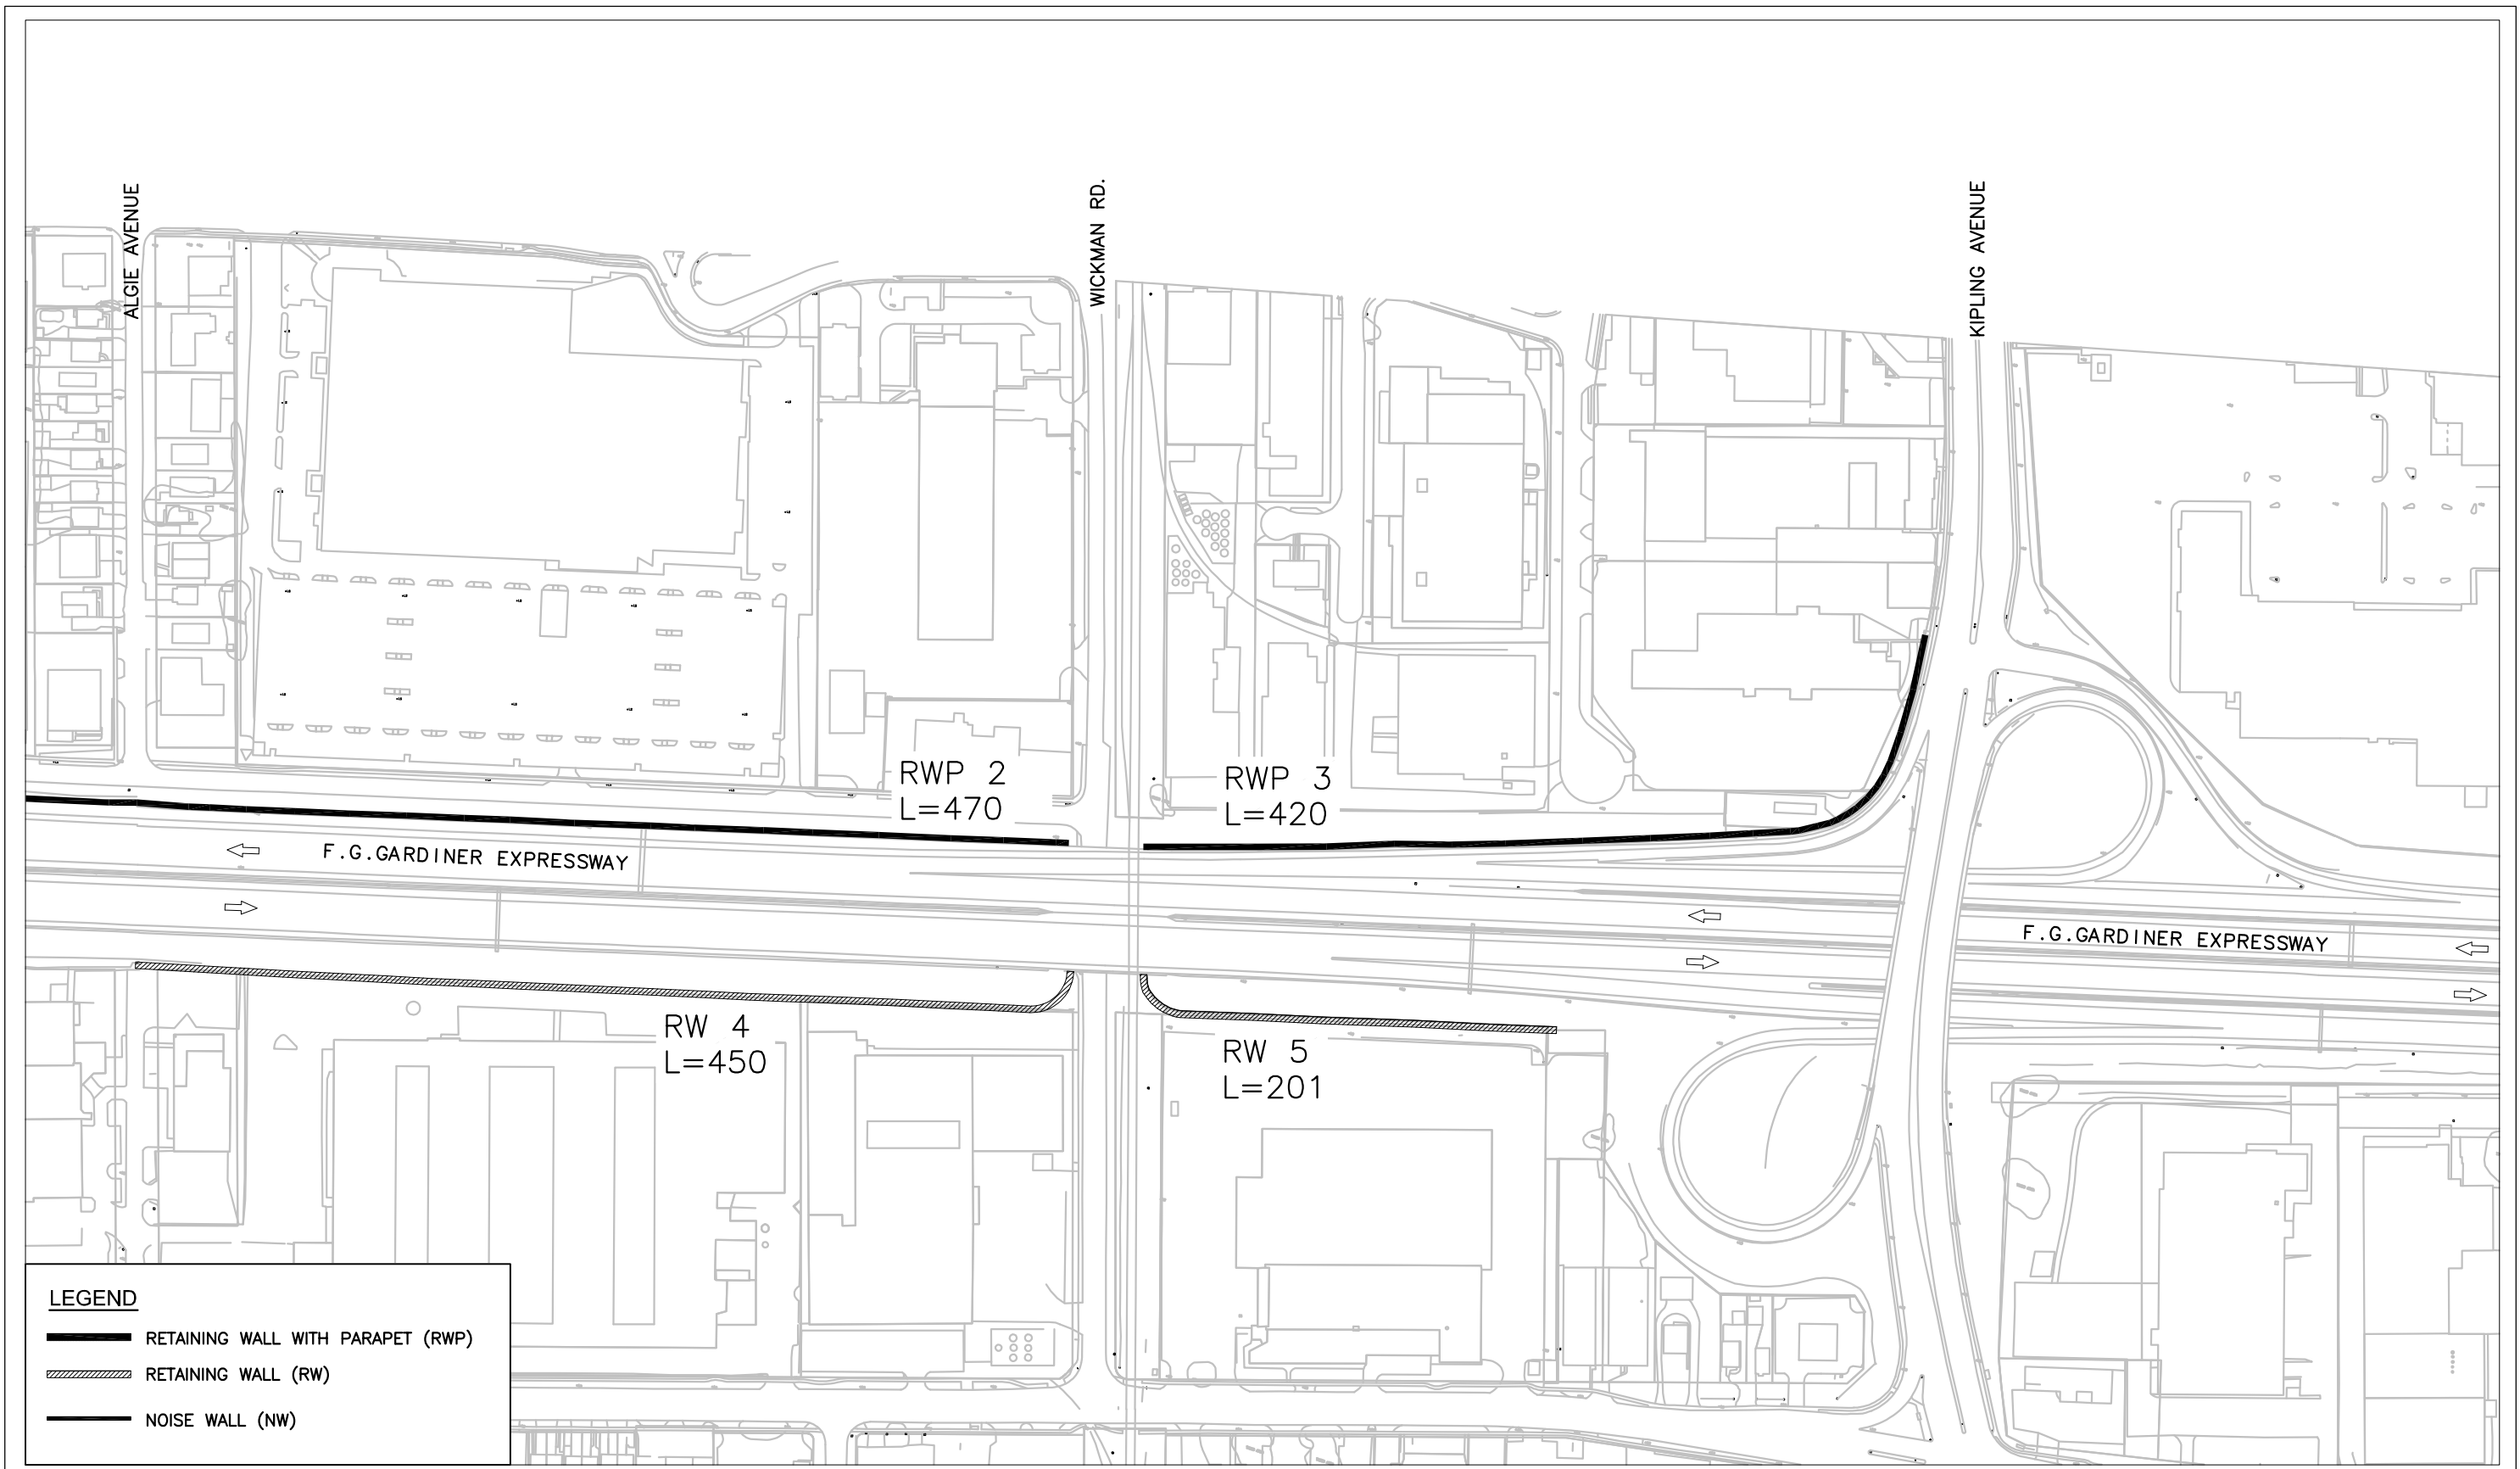 ALGIE AVENUE
WICKMAN RD.
KIPLING AVENUE
RWP 2
L=470
RWP 3
L=420
F.G.GARDINER EXPRESSWAY
F.G.GARDINER EXPRESSWAY
RW 4
L=450
RW 5
L=201
LEGEND
RETAINING WALL WITH PARAPET (RWP)
RETAINING WALL (RW)
NOISE WALL (NW)